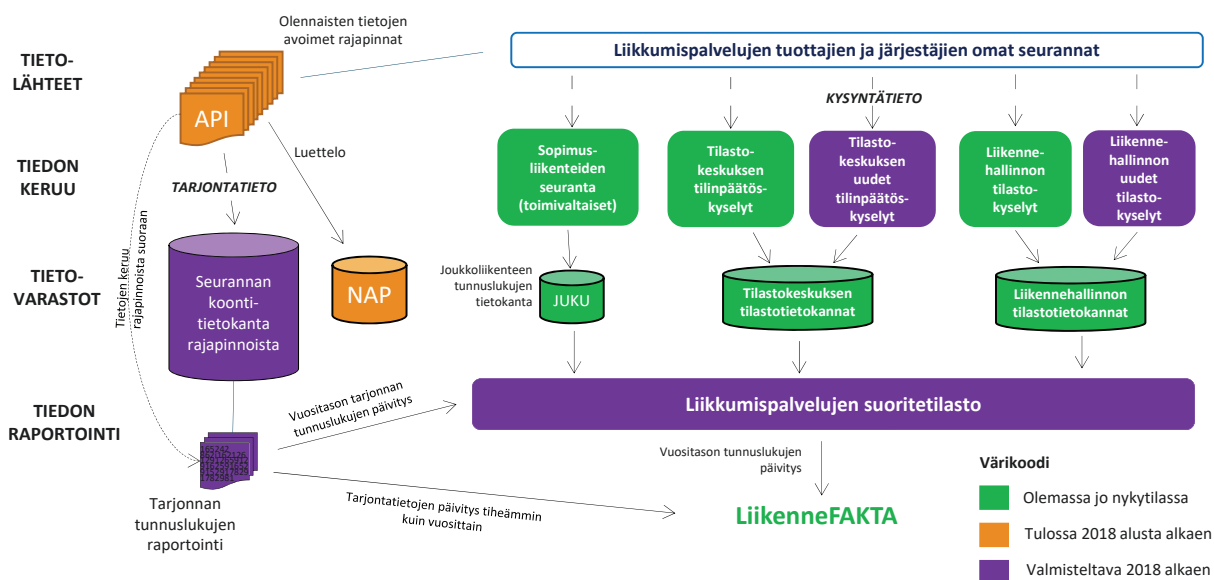 Olennaisten tietojen
avoimet rajapinnat
TIETO-
LÄHTEET
API
Liikkumispalvelujen tuottajien ja järjestäjien omat seurannat
KYSYNTÄTIETO
TIEDON
KERUU
TARJONTATIETO
Luettelo
Sopimus-
liikenteiden
seuranta
(toimivaltaiset)
Tilasto-
keskuksen
tilinpäätös-
kyselyt
Tilasto-
keskuksen
uudet
tilinpäätös-
kyselyt
Liikenne-
hallinnon
tilasto-
kyselyt
Liikenne-
hallinnon
uudet
tilasto-
kyselyt
Tietojen keruu
rajapinnoista suoraan
TIETO-
VARASTOT
Seurannan
koonti-
tietokanta
rajapinnoista
NAP
Joukkoliikenteen
tunnuslukujen
tietokanta
JUKU
Tilastokeskuksen
tilastotietokannat
Liikennehallinnon
tilastotietokannat
TIEDON
RAPORTOINTI
Vuositason tarjonnan
tunnuslukujen päivitys
Liikkumispalvelujen suoritetilasto
165742
1782981
Tarjonnan
tunnuslukujen
raportointi
Tarjontatietojen päivitys tiheämmin
kuin vuosittain
Vuositason tunnuslukujen
päivitys
LiikenneFAKTA
Värikoodi
Olemassa jo nykytilassa
Tulossa 2018 alusta alkaen
Valmisteltava 2018 alkaen